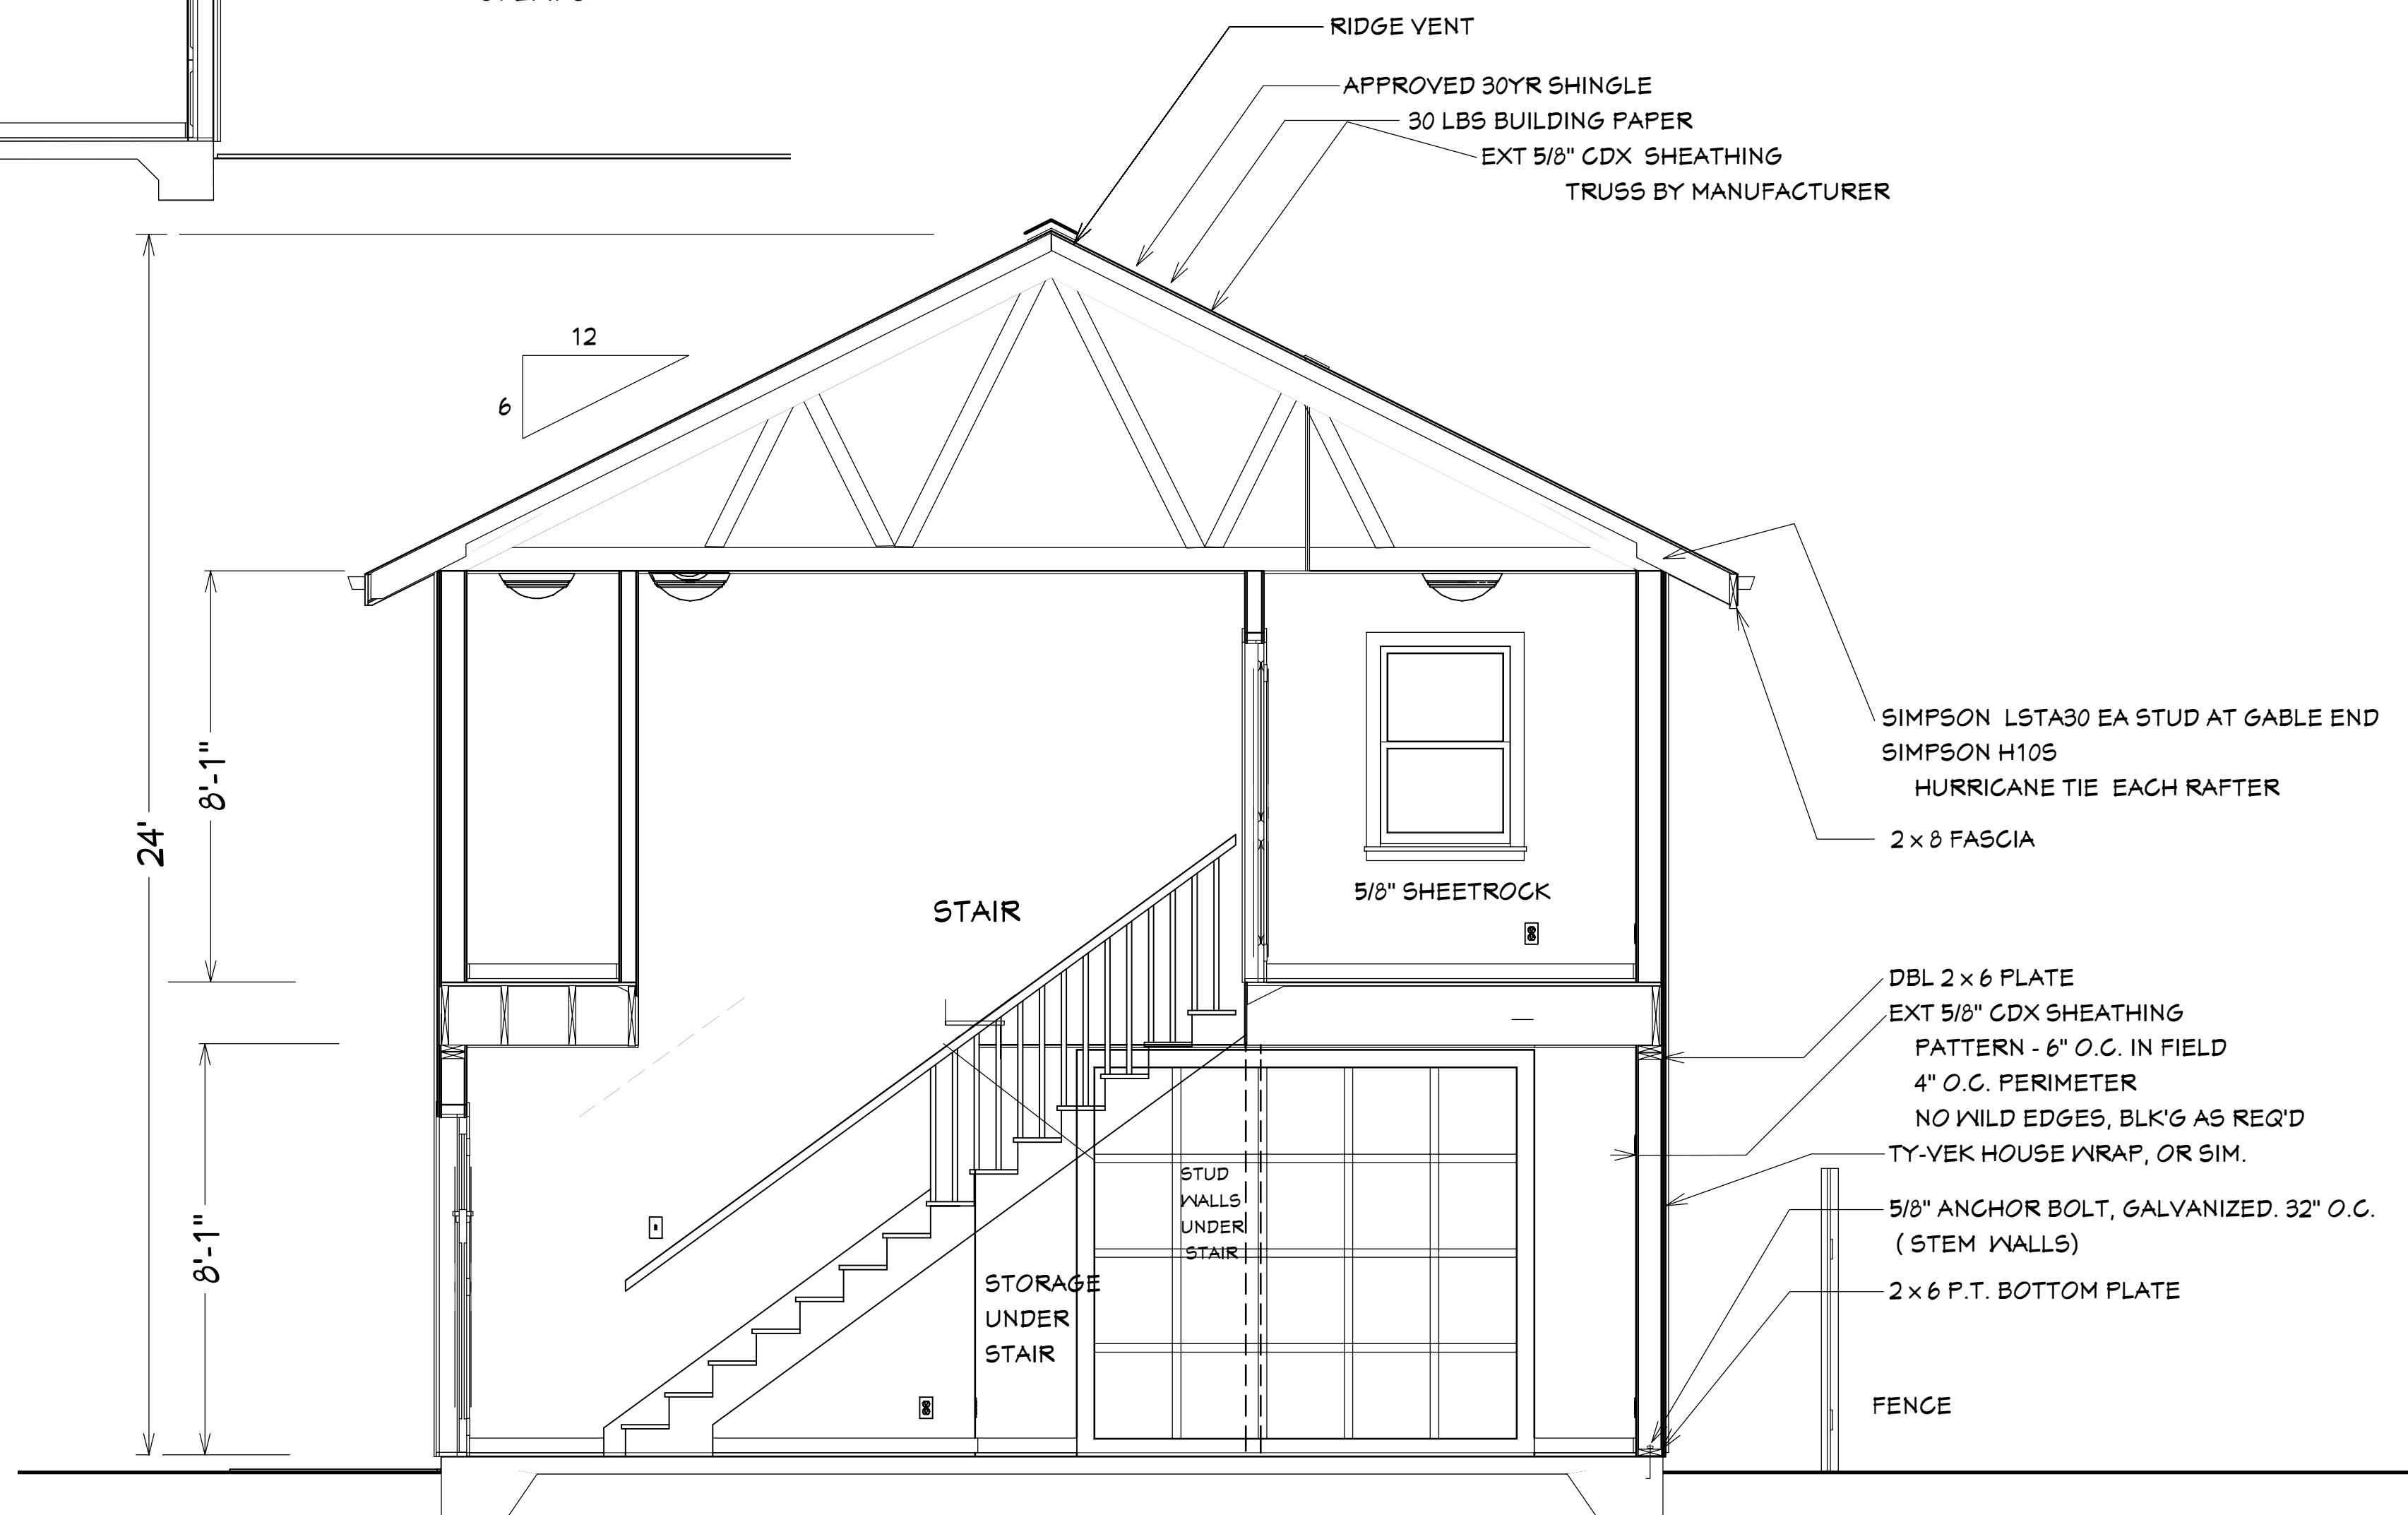 RIDGE VENT
APPROVED 30YR SHINGLE
30 LBS BUILDING PAPER
EXT 5/8" CDX SHEATHING
TRUSS BY MANUFACTURER
12
6
24'
8'-1"
8'-1"
STAIR
5/8" SHEETROCK
STUD
WALLS
UNDER
STAIR
STORAGE
UNDER
STAIR
SIMPSON LSTA30 EA STUD AT GABLE END
SIMPSON H10S
HURRICANE TIE EACH RAFTER
2 x 8 FASCIA
DBL 2 x 6 PLATE
EXT 5/8" CDX SHEATHING
PATTERN - 6" O.C. IN FIELD
4" O.C. PERIMETER
NO WILD EDGES, BLK'G AS REQ'D
TY-VEK HOUSE WRAP, OR SIM.
5/8" ANCHOR BOLT, GALVANIZED. 32" O.C.
( STEM WALLS)
2 x 6 P.T. BOTTOM PLATE
FENCE